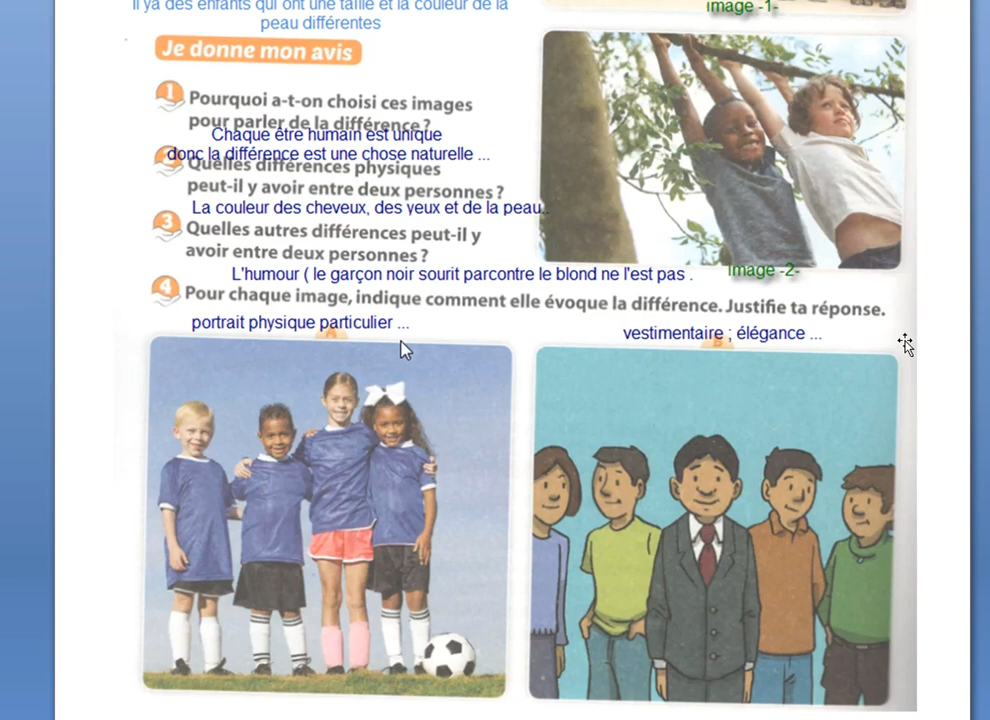 Il ya des enfants qui ont une taille et la couleur de la
peau différentes
image -1-
Je donne mon avis
1 Pourquoi a-t-on choisi ces images
pour parler de la différence ?
Chaque être humain est unique
donc la différence est une chose naturelle ...
2 Quelles différences physiques
peut-il y avoir entre deux personnes ?
La couleur des cheveux, des yeux et de la peau..
3 Quelles autres différences peut-il y
avoir entre deux personnes ?
L'humour ( le garçon noir sourit parcontre le blond ne l'est pas .
image -2-
4 Pour chaque image, indique comment elle évoque la différence. Justifie ta réponse.
portrait physique particulier ...
vestimentaire ; élégance ...
A
B